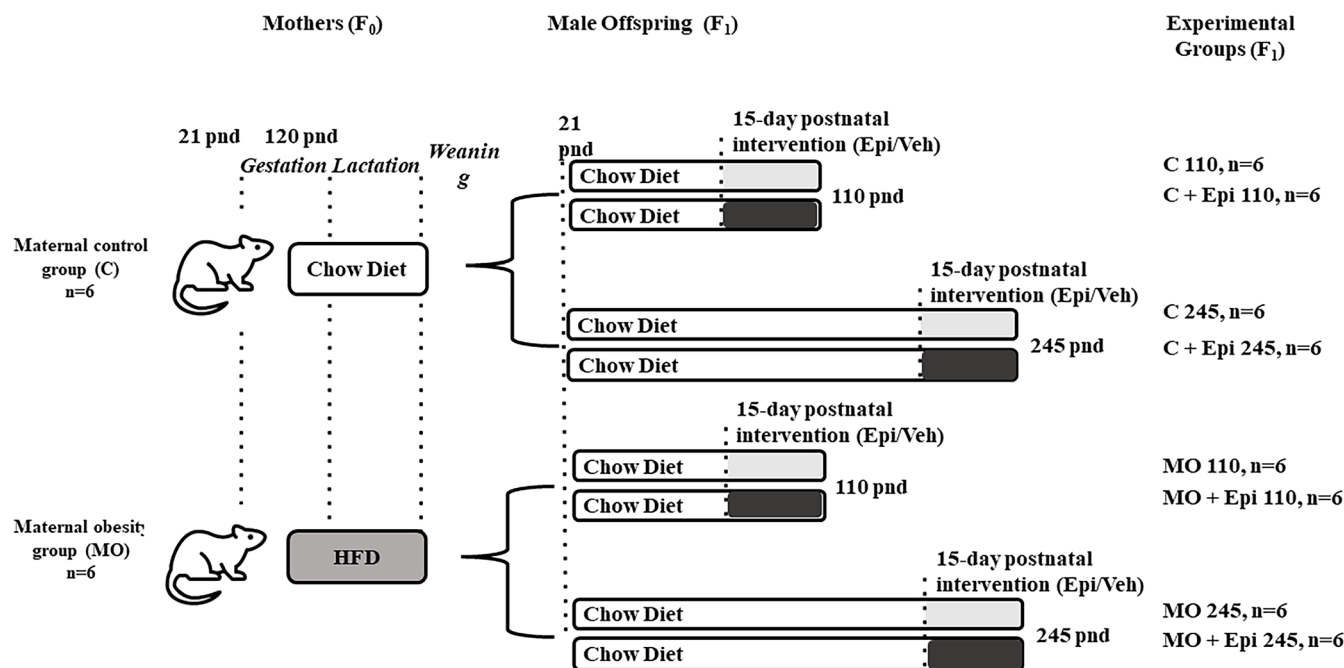 Mothers (F0)
Male Offspring (F1)
Experimental
Groups (F1)
21 pnd
120 pnd
Gestation Lactation
Weanin
g
21
pnd
15-day postnatal
intervention (Epi/Veh)
Chow Diet
Chow Diet
110 pnd
C 110, n=6
C + Epi 110, n=6
Maternal control
group (C)
n=6
Chow Diet
15-day postnatal
intervention (Epi/Veh)
Chow Diet
Chow Diet
245 pnd
C 245, n=6
C + Epi 245, n=6
15-day postnatal
intervention (Epi/Veh)
Chow Diet
Chow Diet
110 pnd
MO 110, n=6
MO + Epi 110, n=6
Maternal obesity
group (MO)
n=6
HFD
15-day postnatal
intervention (Epi/Veh)
Chow Diet
Chow Diet
245 pnd
MO 245, n=6
MO + Epi 245, n=6